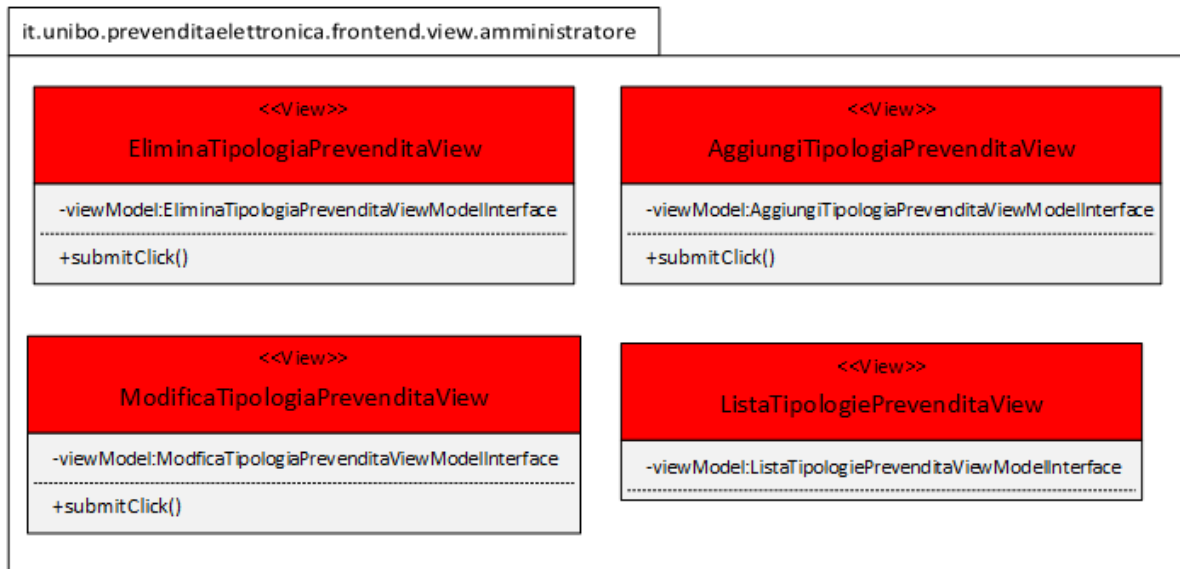 it.unibo.prevenditaelettronica.frontend.view.amministratore
<<View>>
EliminaTipologiaPrevenditaView
-viewModel:EliminaTipologiaPrevenditaViewModelInterface
+submitClick()
<<View>>
AggiungiTipologiaPrevenditaView
-viewModel:AggiungiTipologiaPrevenditaViewModelInterface
+submitClick()
<<View>>
ModificaTipologiaPrevenditaView
-viewModel:ModficaTipologiaPrevenditaViewModelInterface
+submitClick()
<<View>>
ListaTipologiePrevenditaView
-viewModel:ListaTipologiePrevenditaViewModelInterface